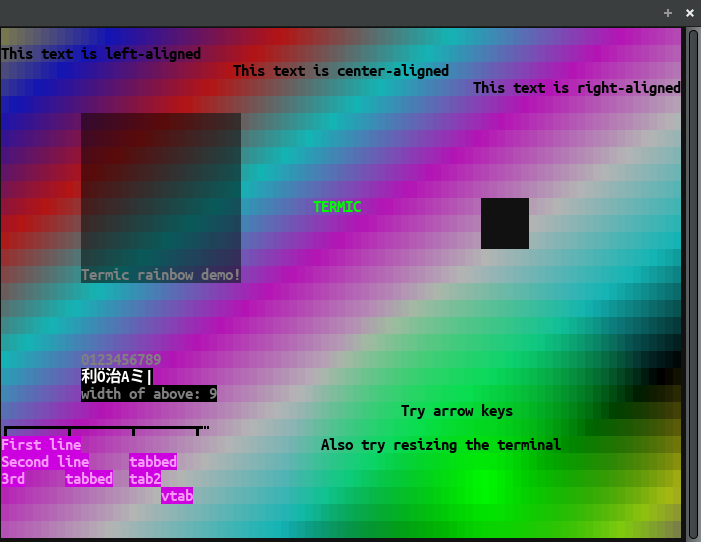 This text is left-aligned
This text is center-aligned
This text is right-aligned
TERMIC
Termic rainbow demo!
0123456789
利Ö治Aミ|
width of above: 9
Try arrow keys
Also try resizing the terminal
First line
Second line tabbed
3rd tabbed tab2
vtab